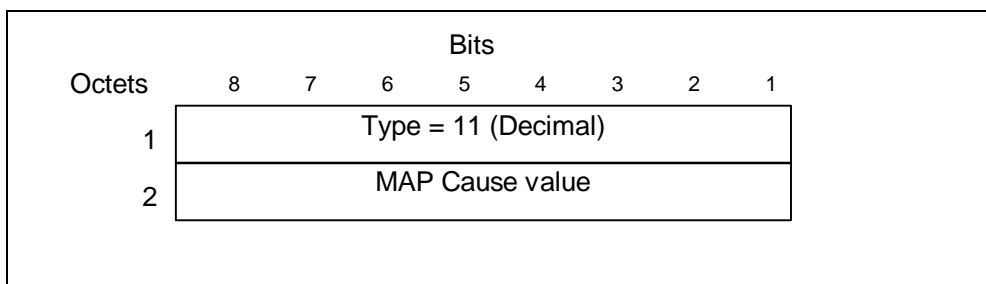 Bits
Octets 8 7 6 5 4 3 2 1
1 Type = 11 (Decimal)
2 MAP Cause value